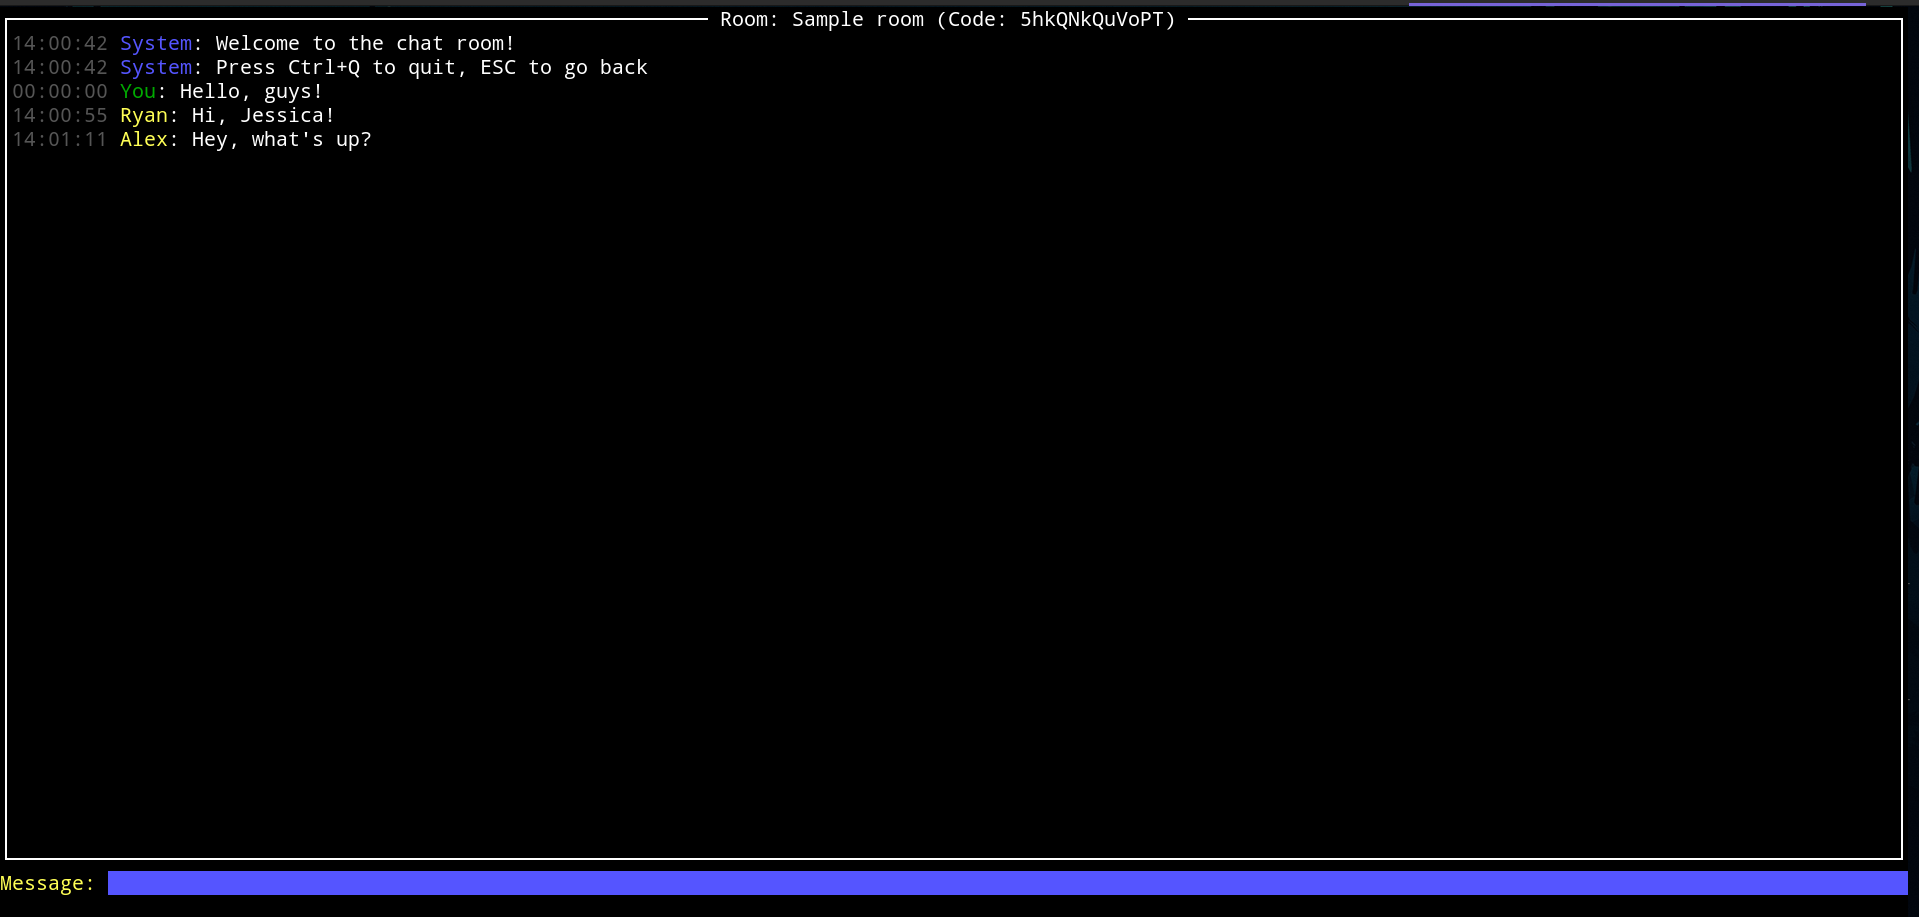 Room: Sample room (Code: 5hkQNkQuVoPT)
14:00:42 System: Welcome to the chat room!
14:00:42 System: Press Ctrl+Q to quit, ESC to go back
00:00:00 You: Hello, guys!
14:00:55 Ryan: Hi, Jessica!
14:01:11 Alex: Hey, what's up?
Message: